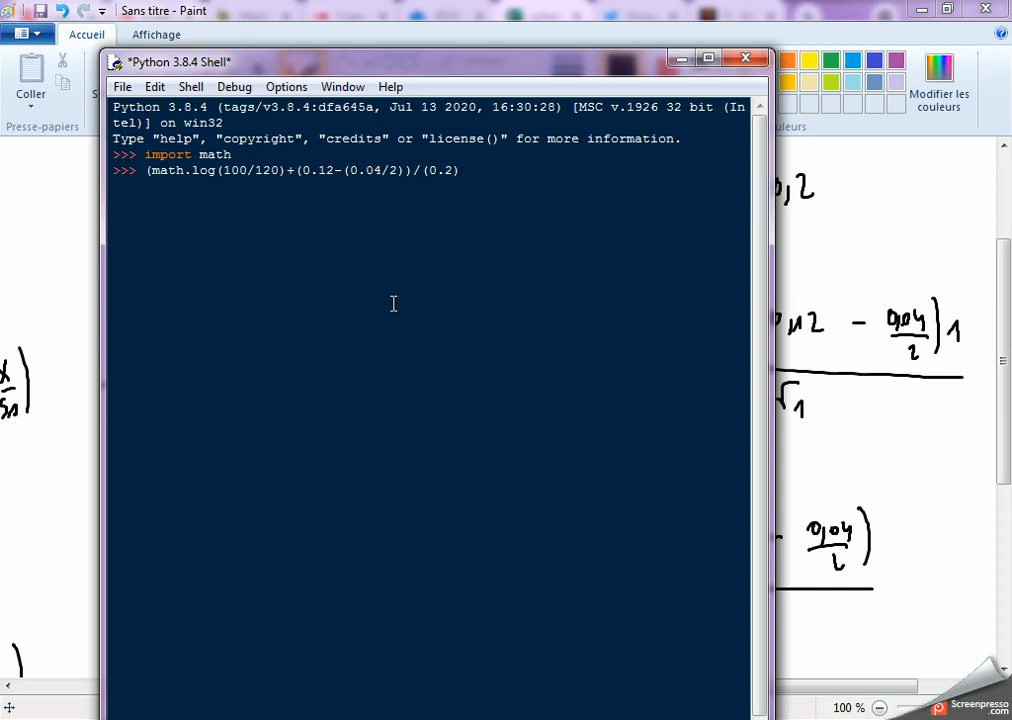 Sans titre - Paint
Accueil
Affichage
Coller
Presse-papiers
Modifier les
couleurs
*Python 3.8.4 Shell*
File Edit Shell Debug Options Window Help
Python 3.8.4 (tags/v3.8.4:dfa645a, Jul 13 2020, 16:30:28) [MSC v.1926 32 bit (In
tel)] on win32
Type "help", "copyright", "credits" or "license()" for more information.
>>> import math
>>> (math.log(100/120)+(0.12-(0.04/2))/(0.2)
,2
12 - 0,04/2) 1
√1
- 0,04/2)
100 %
Screenpresso
.com